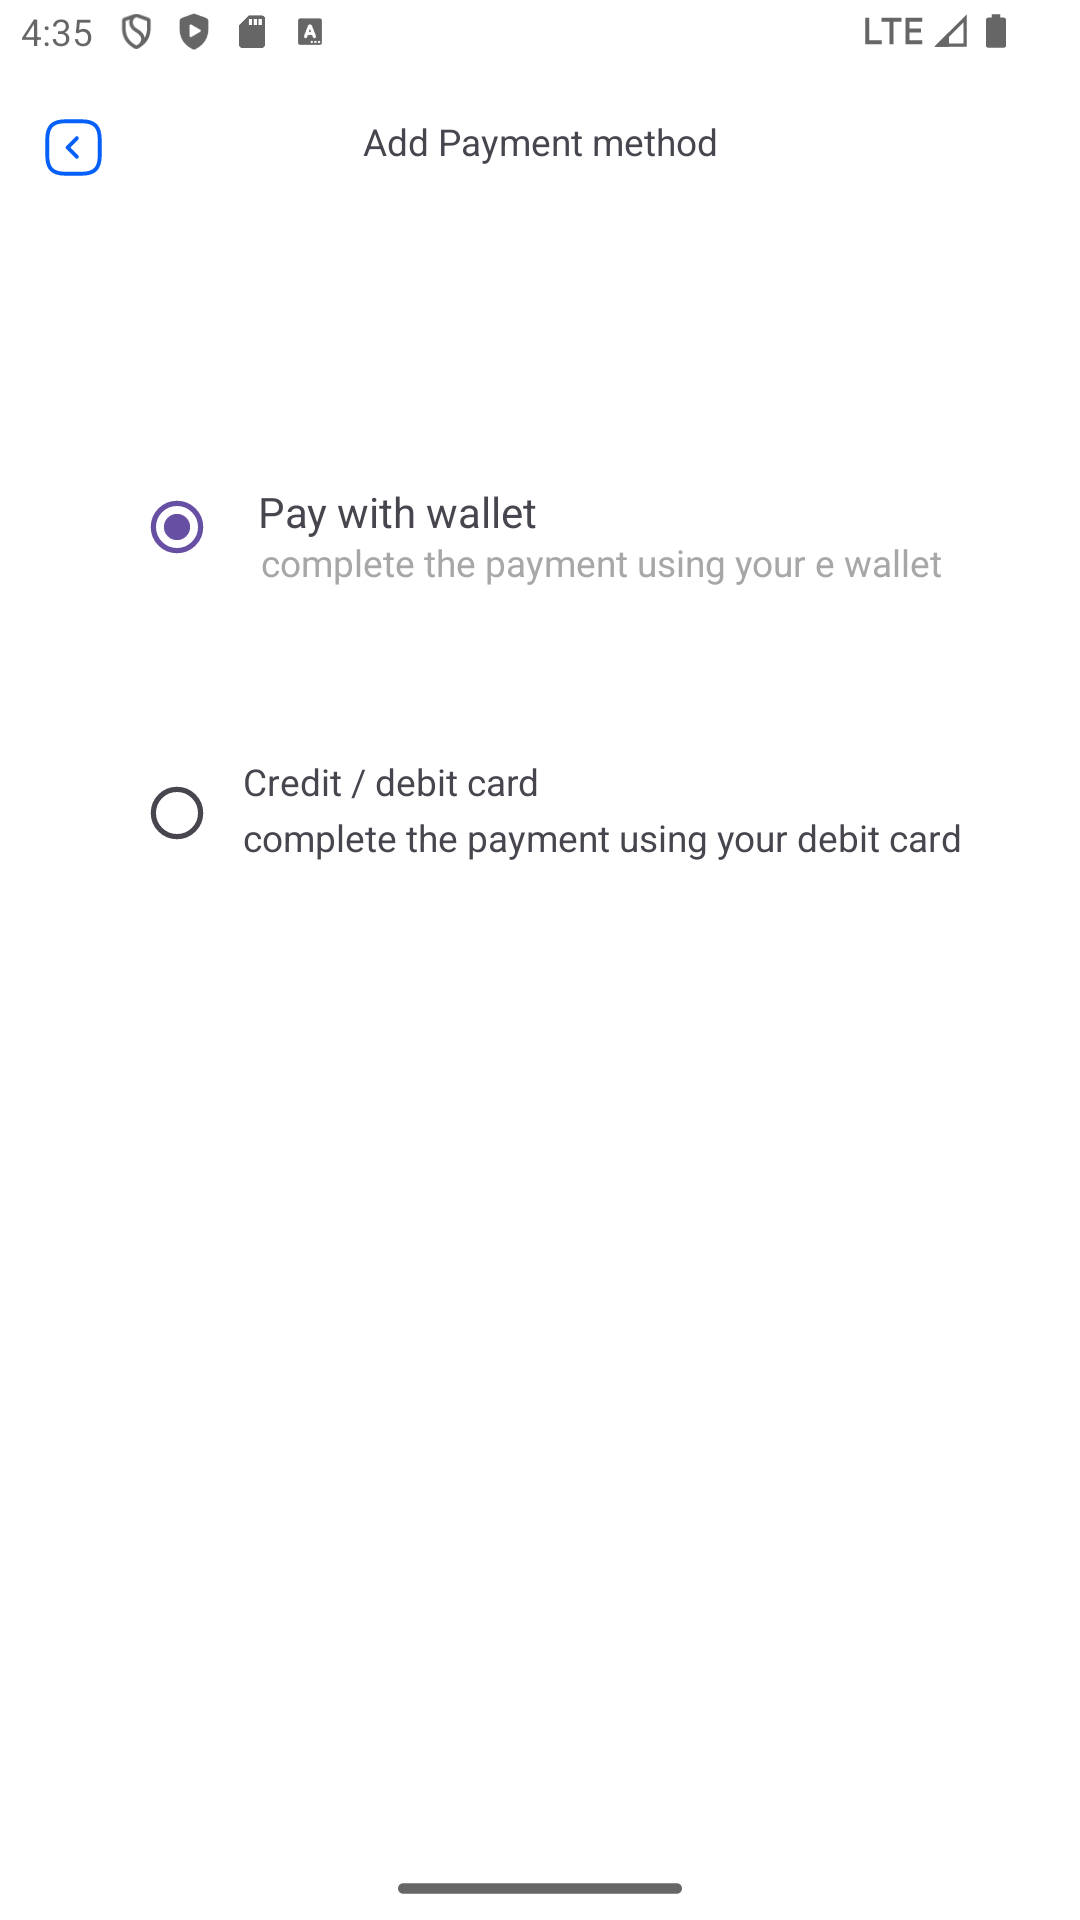 4:35 LTE
Add Payment method
Pay with wallet
complete the payment using your e wallet
Credit / debit card
complete the payment using your debit card